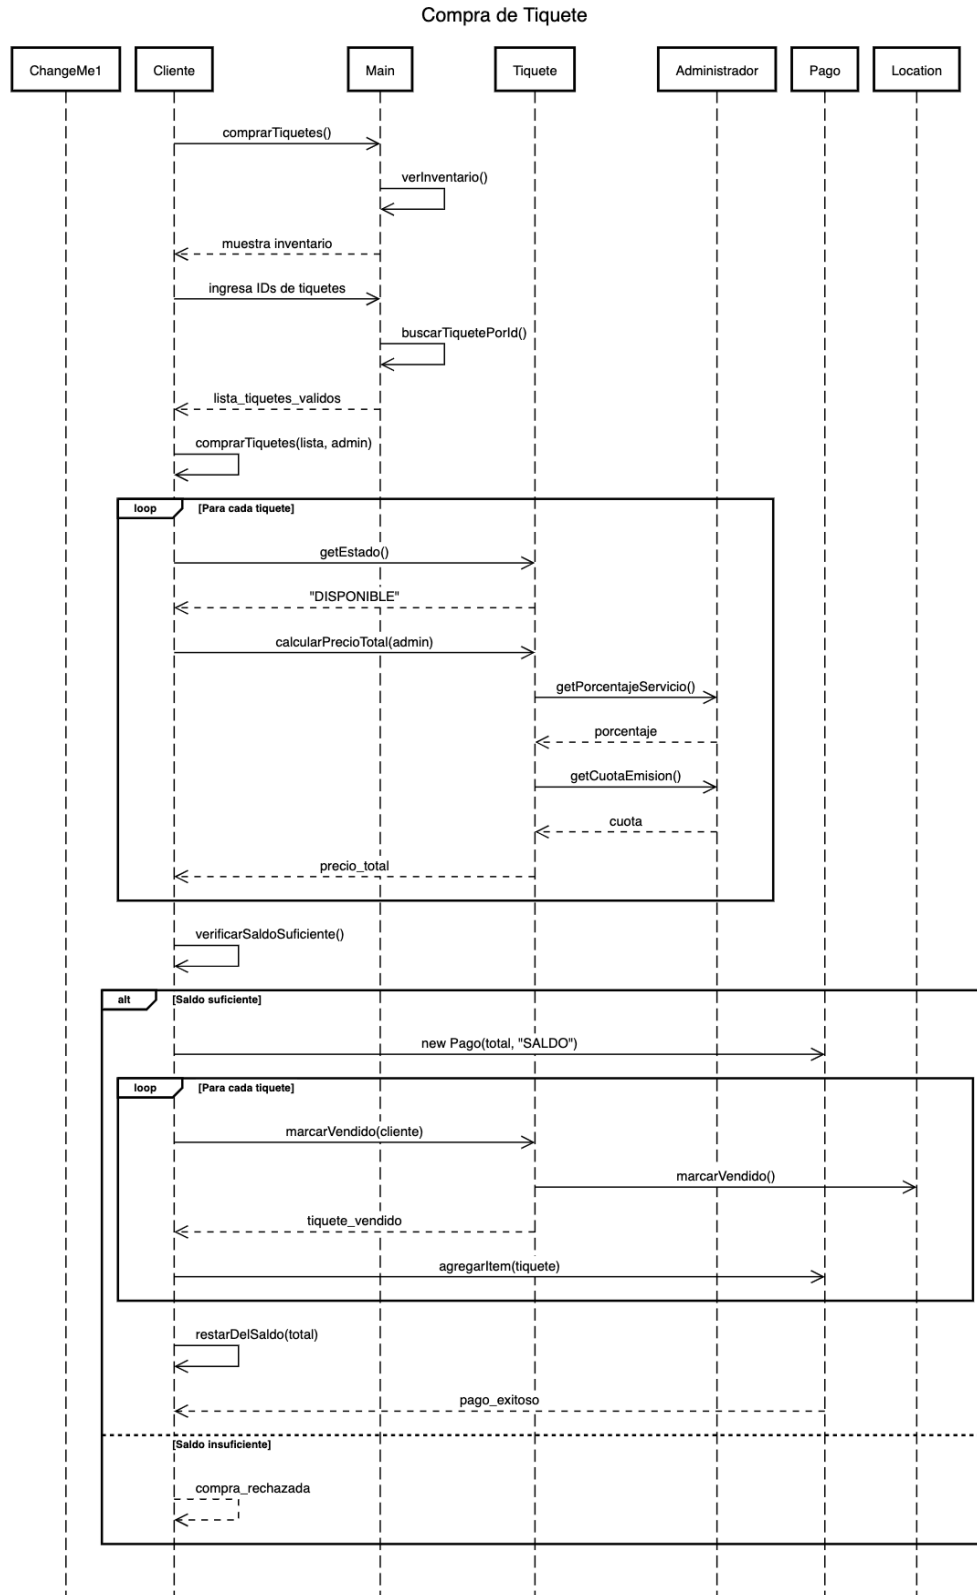 Compra de Tiquete
ChangeMe1
Cliente
Main
Tiquete
Administrador
Pago
Location
comprarTiquetes()
verInventario()
muestra inventario
ingresa IDs de tiquetes
buscarTiquetePorId()
lista_tiquetes_validos
comprarTiquetes(lista, admin)
loop [Para cada tiquete]
getEstado()
"DISPONIBLE"
calcularPrecioTotal(admin)
getPorcentajeServicio()
porcentaje
getCuotaEmision()
cuota
precio_total
verificarSaldoSuficiente()
alt [Saldo suficiente]
new Pago(total, "SALDO")
loop [Para cada tiquete]
marcarVendido(cliente)
marcarVendido()
tiquete_vendido
agregarItem(tiquete)
restarDelSaldo(total)
pago_exitoso
[Saldo insuficiente]
compra_rechazada